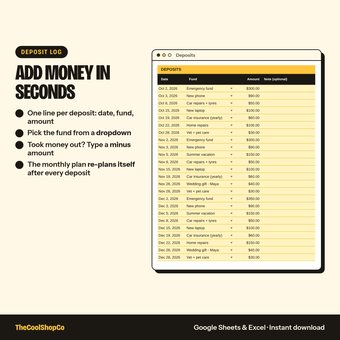 DEPOSIT LOG
ADD MONEY IN
SECONDS
One line per deposit: date, fund,
amount
Pick the fund from a dropdown
Took money out? Type a minus
amount
The monthly plan re-plans itself
after every deposit
Deposits
DEPOSITS
Date Fund Amount Note (optional)
Oct 2, 2026 Emergency fund $300.00
Oct 3, 2026 New phone $90.00
Oct 8, 2026 Car repairs + tyres $50.00
Oct 15, 2026 New laptop $100.00
Oct 19, 2026 Car insurance (yearly) $60.00
Oct 22, 2026 Home repairs $100.00
Oct 28, 2026 Vet + pet care $30.00
Nov 2, 2026 Emergency fund $300.00
Nov 3, 2026 New phone $90.00
Nov 5, 2026 Summer vacation $150.00
Nov 8, 2026 Car repairs + tyres $50.00
Nov 15, 2026 New laptop $100.00
Nov 19, 2026 Car insurance (yearly) $60.00
Nov 26, 2026 Wedding gift - Maya $40.00
Nov 28, 2026 Vet + pet care $30.00
Dec 2, 2026 Emergency fund $350.00
Dec 3, 2026 New phone $90.00
Dec 5, 2026 Summer vacation $150.00
Dec 8, 2026 Car repairs + tyres $50.00
Dec 15, 2026 New laptop $100.00
Dec 19, 2026 Car insurance (yearly) $60.00
Dec 22, 2026 Home repairs $150.00
Dec 26, 2026 Wedding gift - Maya $40.00
Dec 28, 2026 Vet + pet care $30.00
TheCoolShopCo
Google Sheets & Excel · Instant download